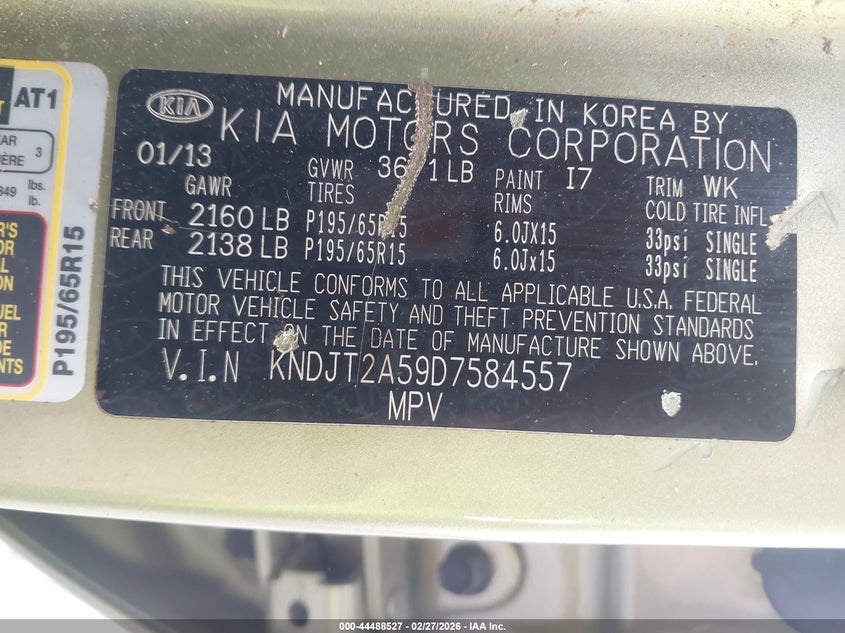 AT1
3
lbs.
lb.
P195/65R15
KIA
MANUFACTURED IN KOREA BY
KIA MOTORS CORPORATION
01/13 GVWR PAINT I7 TRIM WK
GAWR TIRES RIMS COLD TIRE INFL
FRONT 2160 LB P195/65R15 6.0JX15 33psi SINGLE
REAR 2138 LB P195/65R15 6.0Jx15 33psi SINGLE
THIS VEHICLE CONFORMS TO ALL APPLICABLE U.S.A. FEDERAL
MOTOR VEHICLE SAFETY AND THEFT PREVENTION STANDARDS
IN EFFECT ON THE DATE OF MANUFACTURE SHOWN ABOVE.
V.I.N KNDJT2A59D7584557
MPV
000-44488527 - 02/27/2026 - IAA Inc.